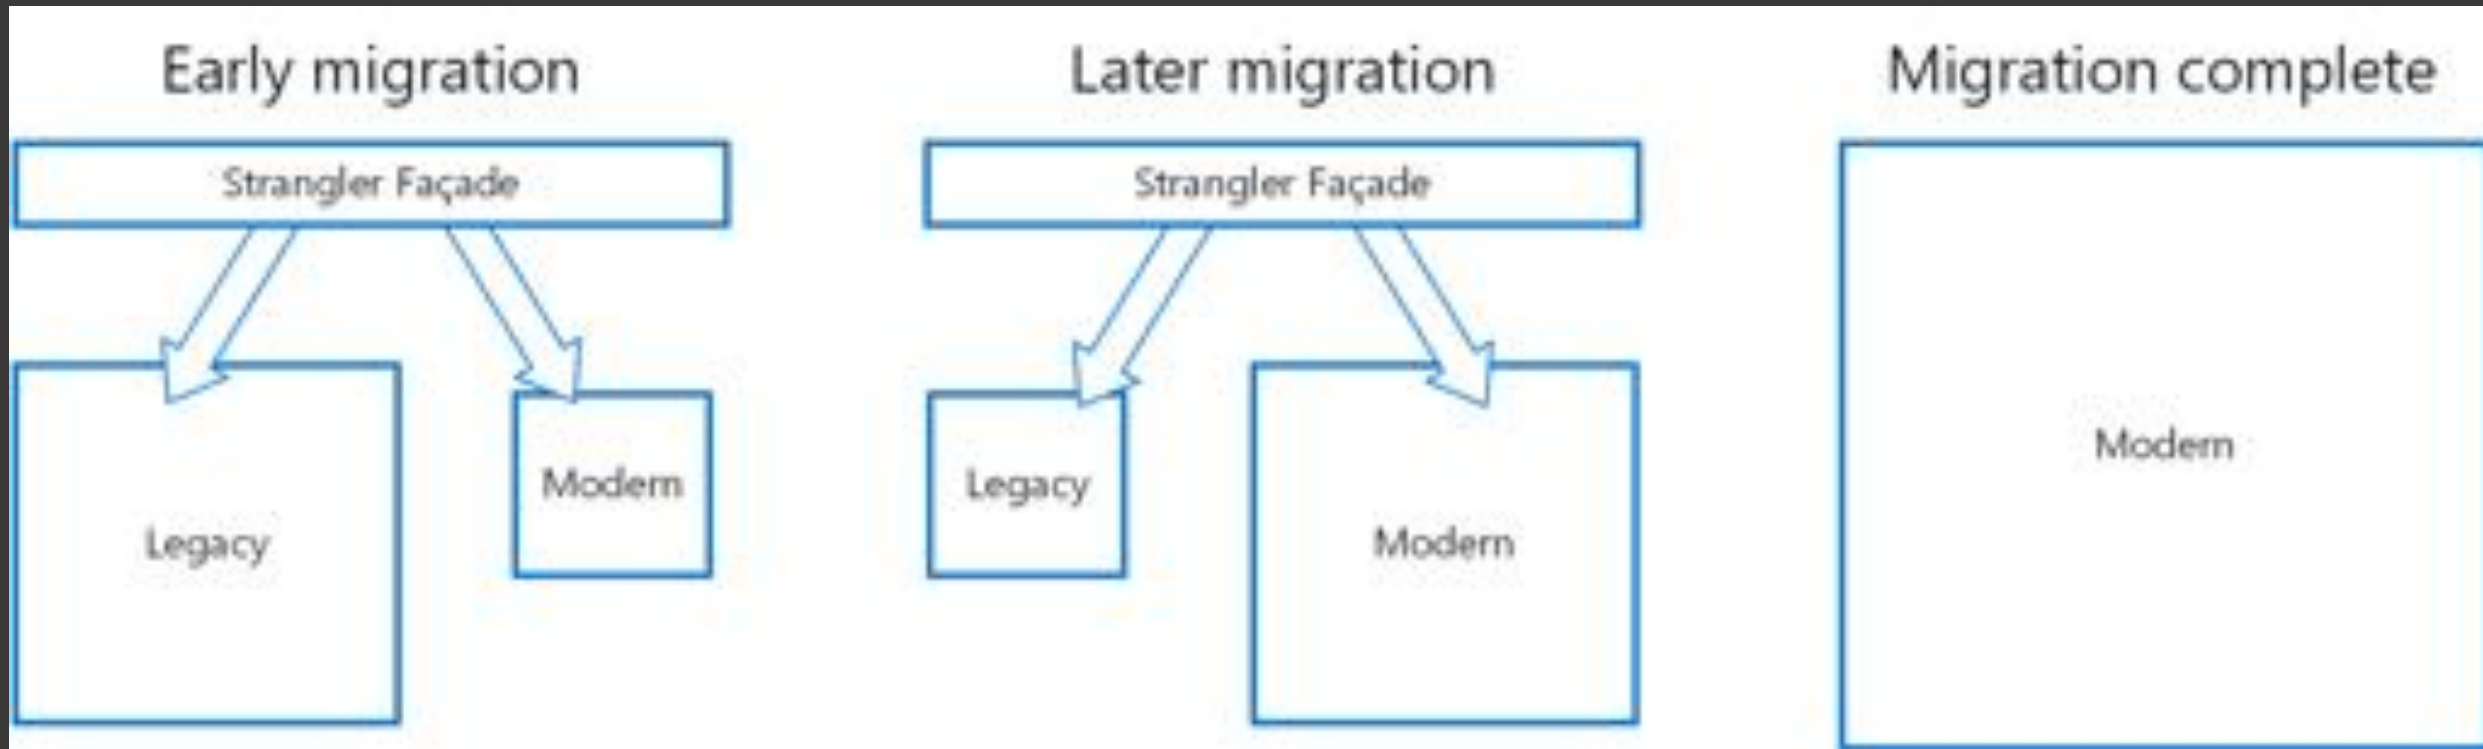 Early migration
Later migration
Migration complete
Strangler Façade
Strangler Façade
Legacy
Modern
Legacy
Modern
Modern